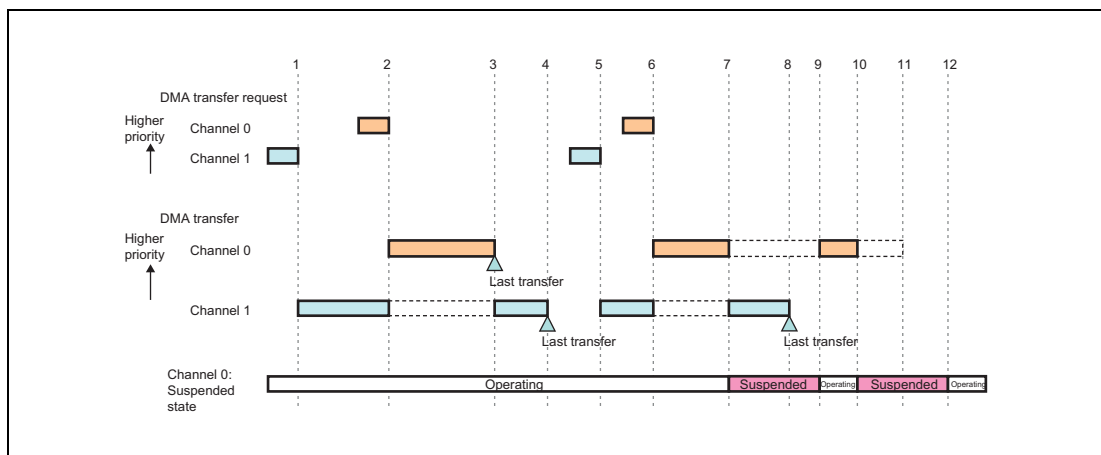 1 2 3 4 5 6 7 8 9 10 11 12
DMA transfer request
Higher
priority
Channel 0
Channel 1
DMA transfer
Higher
priority
Channel 0
Last transfer
Channel 1
Last transfer
Last transfer
Channel 0:
Suspended
state
Operating Suspended Operating Suspended Operating